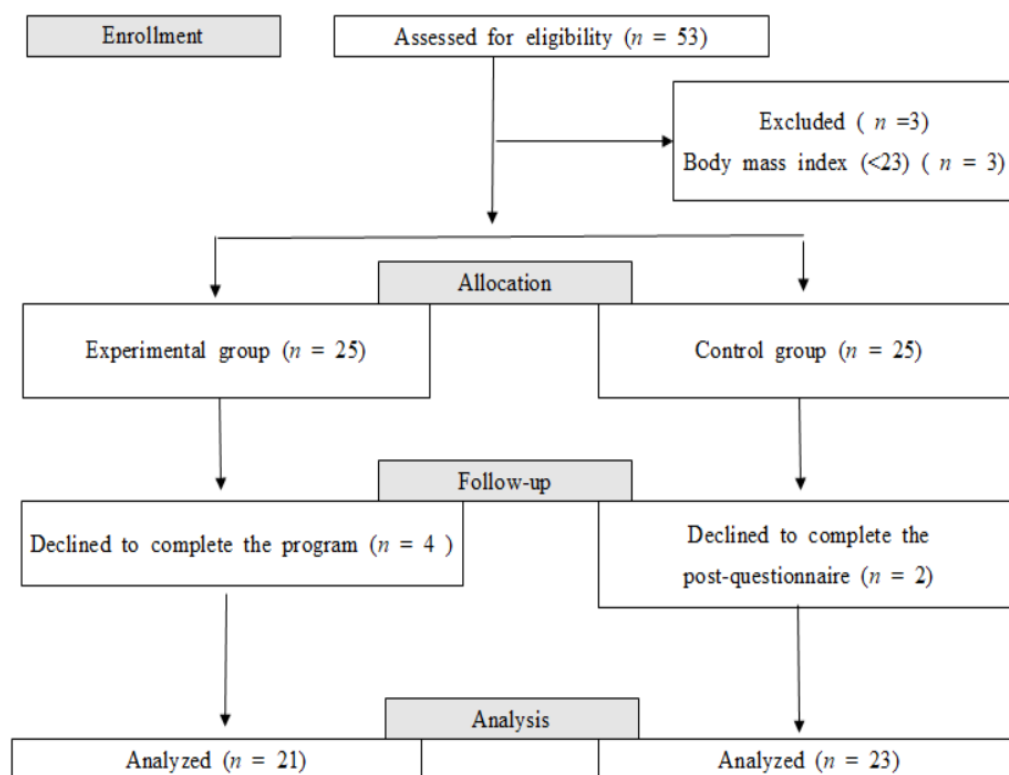 Enrollment
Assessed for eligibility (n = 53)
Excluded ( n =3)
Body mass index (<23) ( n = 3)
Allocation
Experimental group (n = 25)
Control group (n = 25)
Follow-up
Declined to complete the program (n = 4 )
Declined to complete the
post-questionnaire (n = 2)
Analysis
Analyzed (n = 21)
Analyzed (n = 23)